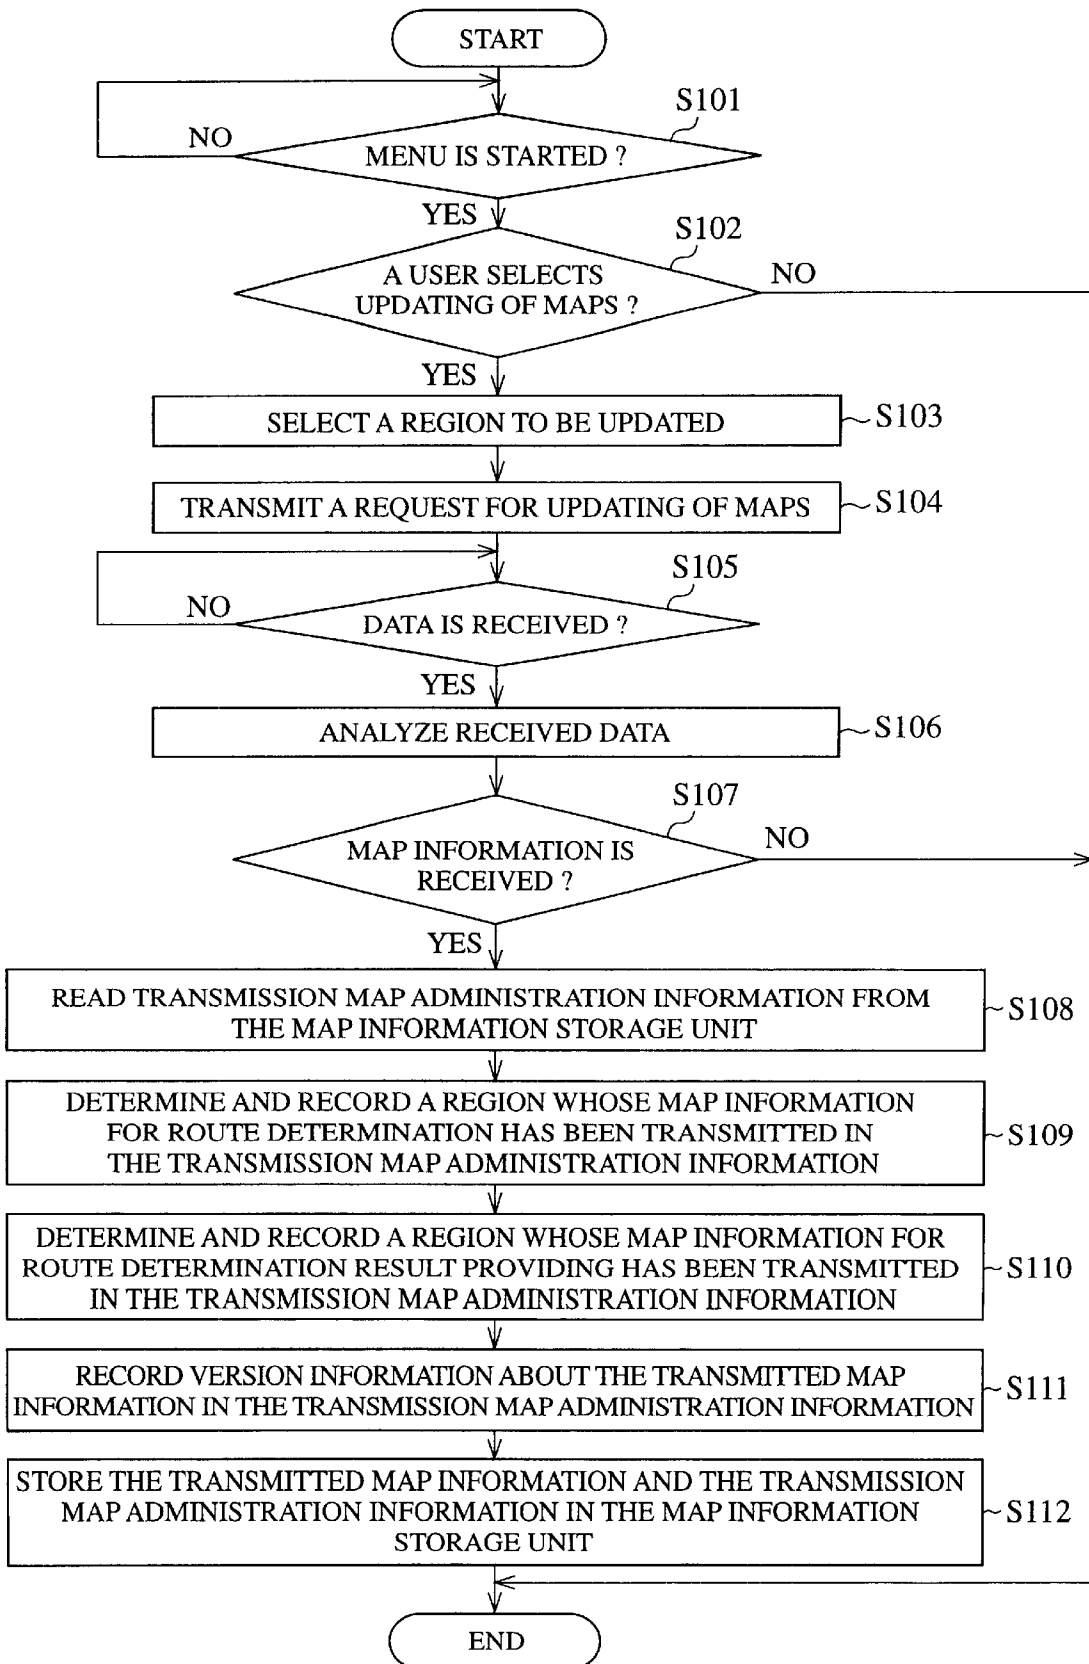 START
S101
NO
MENU IS STARTED ?
YES
S102
A USER SELECTS
UPDATING OF MAPS ?
NO
YES
SELECT A REGION TO BE UPDATED
S103
TRANSMIT A REQUEST FOR UPDATING OF MAPS
S104
S105
NO
DATA IS RECEIVED ?
YES
ANALYZE RECEIVED DATA
S106
S107
MAP INFORMATION IS
RECEIVED ?
NO
YES
READ TRANSMISSION MAP ADMINISTRATION INFORMATION FROM
THE MAP INFORMATION STORAGE UNIT
S108
DETERMINE AND RECORD A REGION WHOSE MAP INFORMATION
FOR ROUTE DETERMINATION HAS BEEN TRANSMITTED IN
THE TRANSMISSION MAP ADMINISTRATION INFORMATION
S109
DETERMINE AND RECORD A REGION WHOSE MAP INFORMATION FOR
ROUTE DETERMINATION RESULT PROVIDING HAS BEEN TRANSMITTED
IN THE TRANSMISSION MAP ADMINISTRATION INFORMATION
S110
RECORD VERSION INFORMATION ABOUT THE TRANSMITTED MAP
INFORMATION IN THE TRANSMISSION MAP ADMINISTRATION INFORMATION
S111
STORE THE TRANSMITTED MAP INFORMATION AND THE TRANSMISSION
MAP ADMINISTRATION INFORMATION IN THE MAP INFORMATION
STORAGE UNIT
S112
END